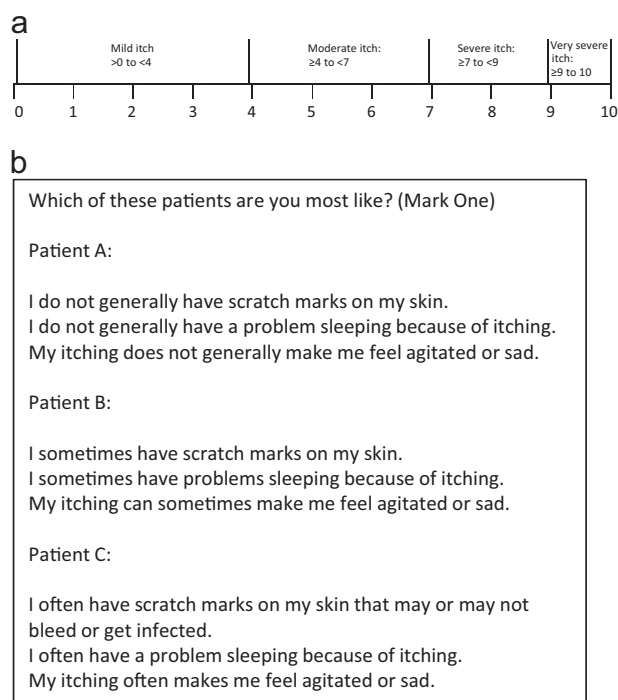 a
Mild itch
>0 to <4
Moderate itch:
≥4 to <7
Severe itch:
≥7 to <9
Very severe
itch:
≥9 to 10
0 1 2 3 4 5 6 7 8 9 10
b
Which of these patients are you most like? (Mark One)
Patient A:
I do not generally have scratch marks on my skin.
I do not generally have a problem sleeping because of itching.
My itching does not generally make me feel agitated or sad.
Patient B:
I sometimes have scratch marks on my skin.
I sometimes have problems sleeping because of itching.
My itching can sometimes make me feel agitated or sad.
Patient C:
I often have scratch marks on my skin that may or may not
bleed or get infected.
I often have a problem sleeping because of itching.
My itching often makes me feel agitated or sad.